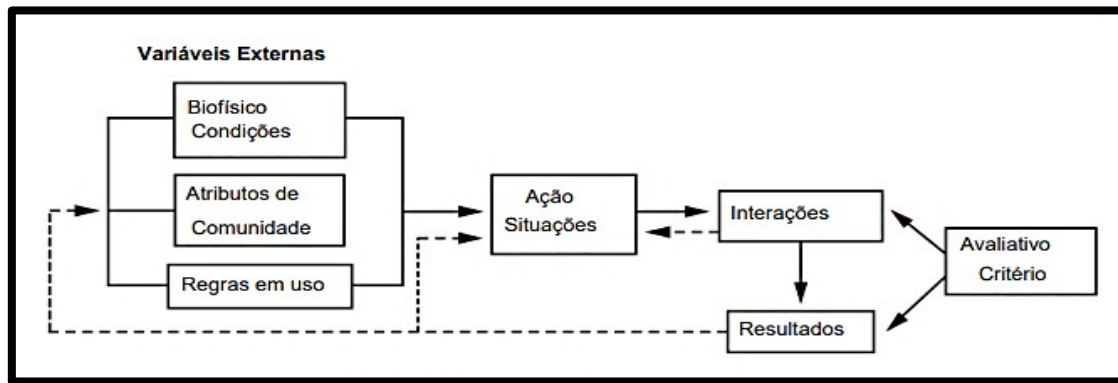 Variáveis Externas
Biofísico
Condições
Atributos de
Comunidade
Regras em uso
Ação
Situações
Interações
Resultados
Avaliativo
Critério